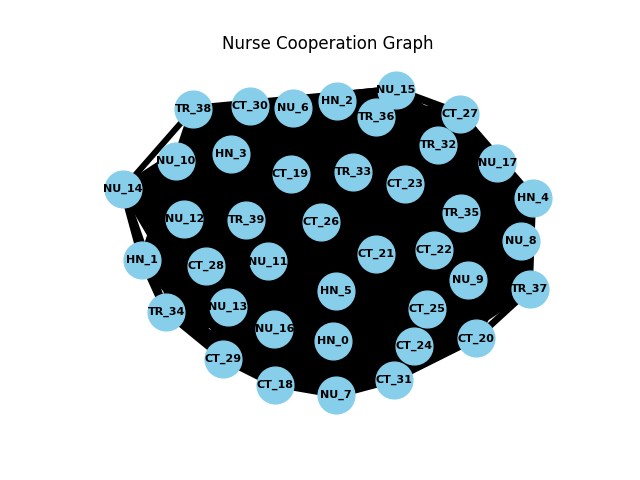 Nurse Cooperation Graph
NU_15
HN_2
TR_38
CT_30
NU_6
TR_36
CT_27
TR_32
HN_3
NU_10
NU_17
TR_33
CT_19
CT_23
NU_14
HN_4
TR_35
NU_12
TR_39
CT_26
NU_8
CT_22
CT_21
HN_1
NU_11
CT_28
NU_9
TR_37
HN_5
NU_13
CT_25
TR_34
NU_16
CT_20
HN_0
CT_24
CT_29
CT_31
CT_18
NU_7